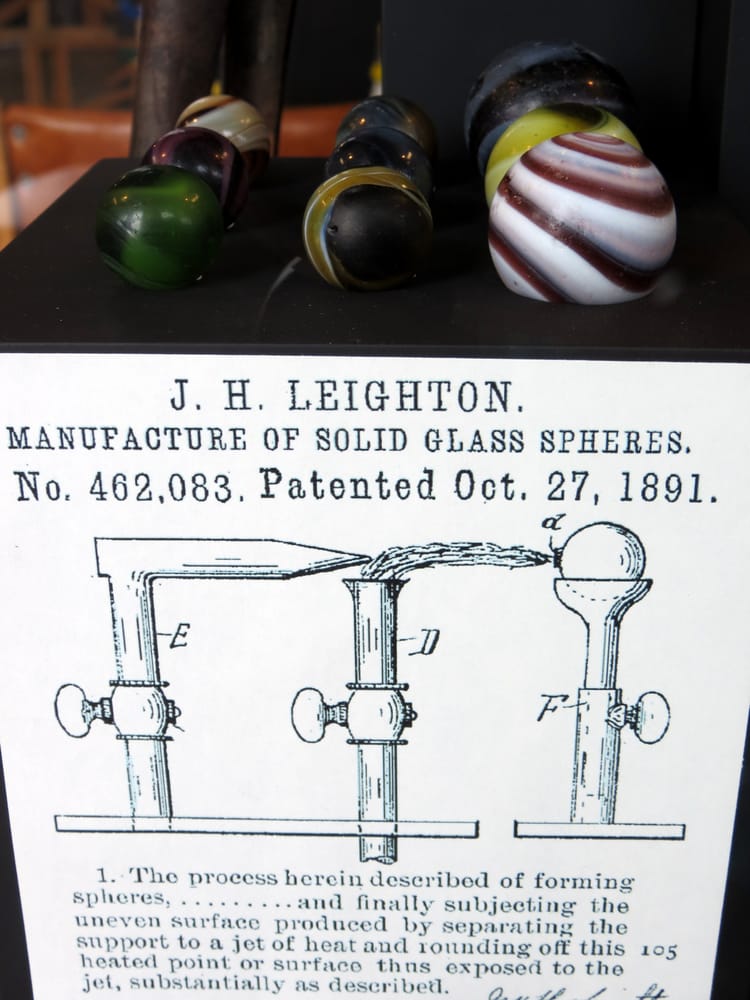 J. H. LEIGHTON.
MANUFACTURE OF SOLID GLASS SPHERES.
No. 462,083. Patented Oct. 27, 1891.
a
E
D
F
1. The process herein described of forming
spheres, .........and finally subjecting the
uneven surface produced by separating the
support to a jet of heat and rounding off this 105
heated point or surface thus exposed to the
jet, substantially as described.